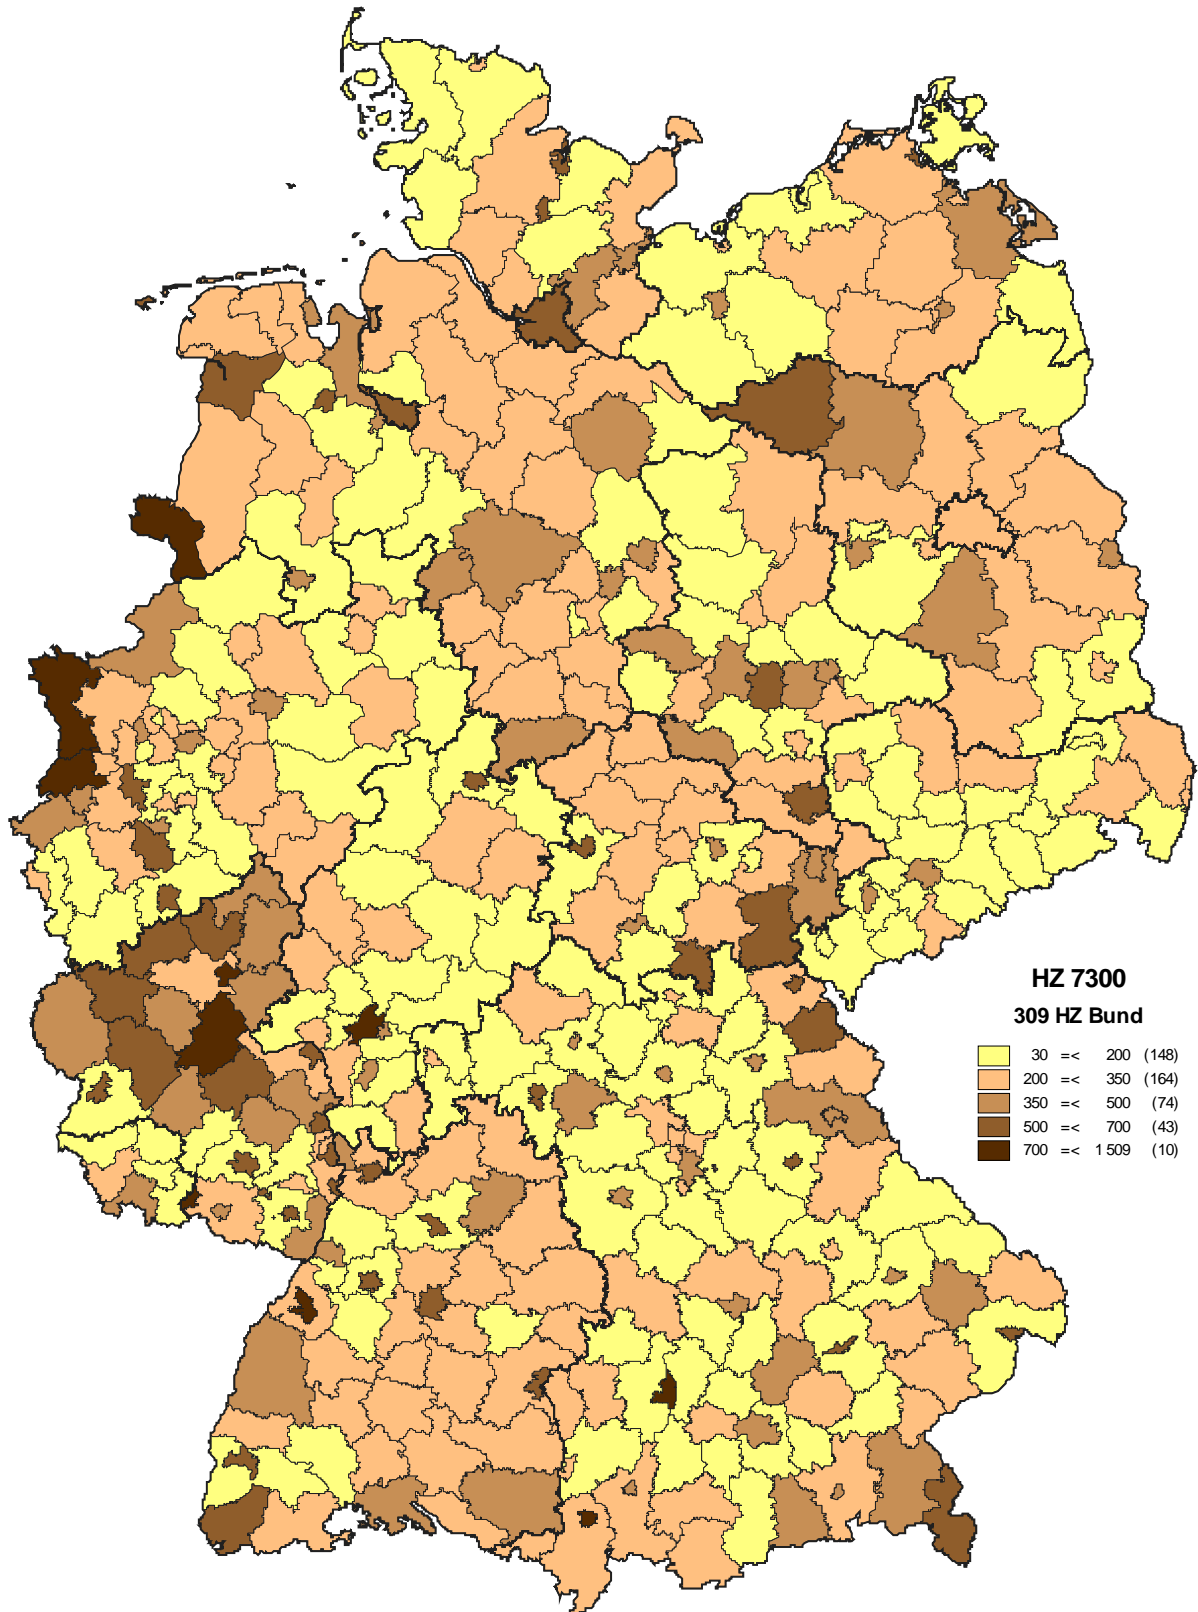 HZ 7300
309 HZ Bund
30 =< 200 (148)
200 =< 350 (164)
350 =< 500 (74)
500 =< 700 (43)
700 =< 1 509 (10)